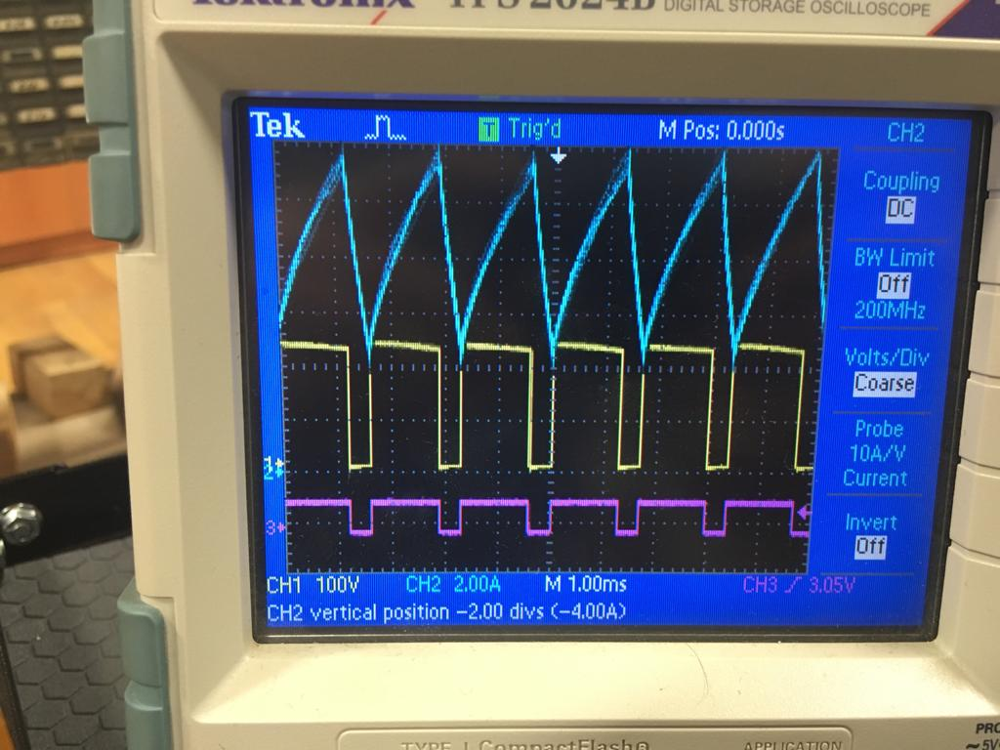 Tektronix TPS 2024B DIGITAL STORAGE OSCILLOSCOPE
Tek T Trig'd M Pos: 0.000s CH2
Coupling
DC
BW Limit
Off
200MHz
Volts/Div
Coarse
Probe
10A/V
Current
1
2
3
Invert
Off
CH1 100V CH2 2.00A M 1.00ms CH3 3.05V
CH2 vertical position -2.00 divs (-4.00A)
TYPE I CompactFlash® APPLICATION
PRO
~5V